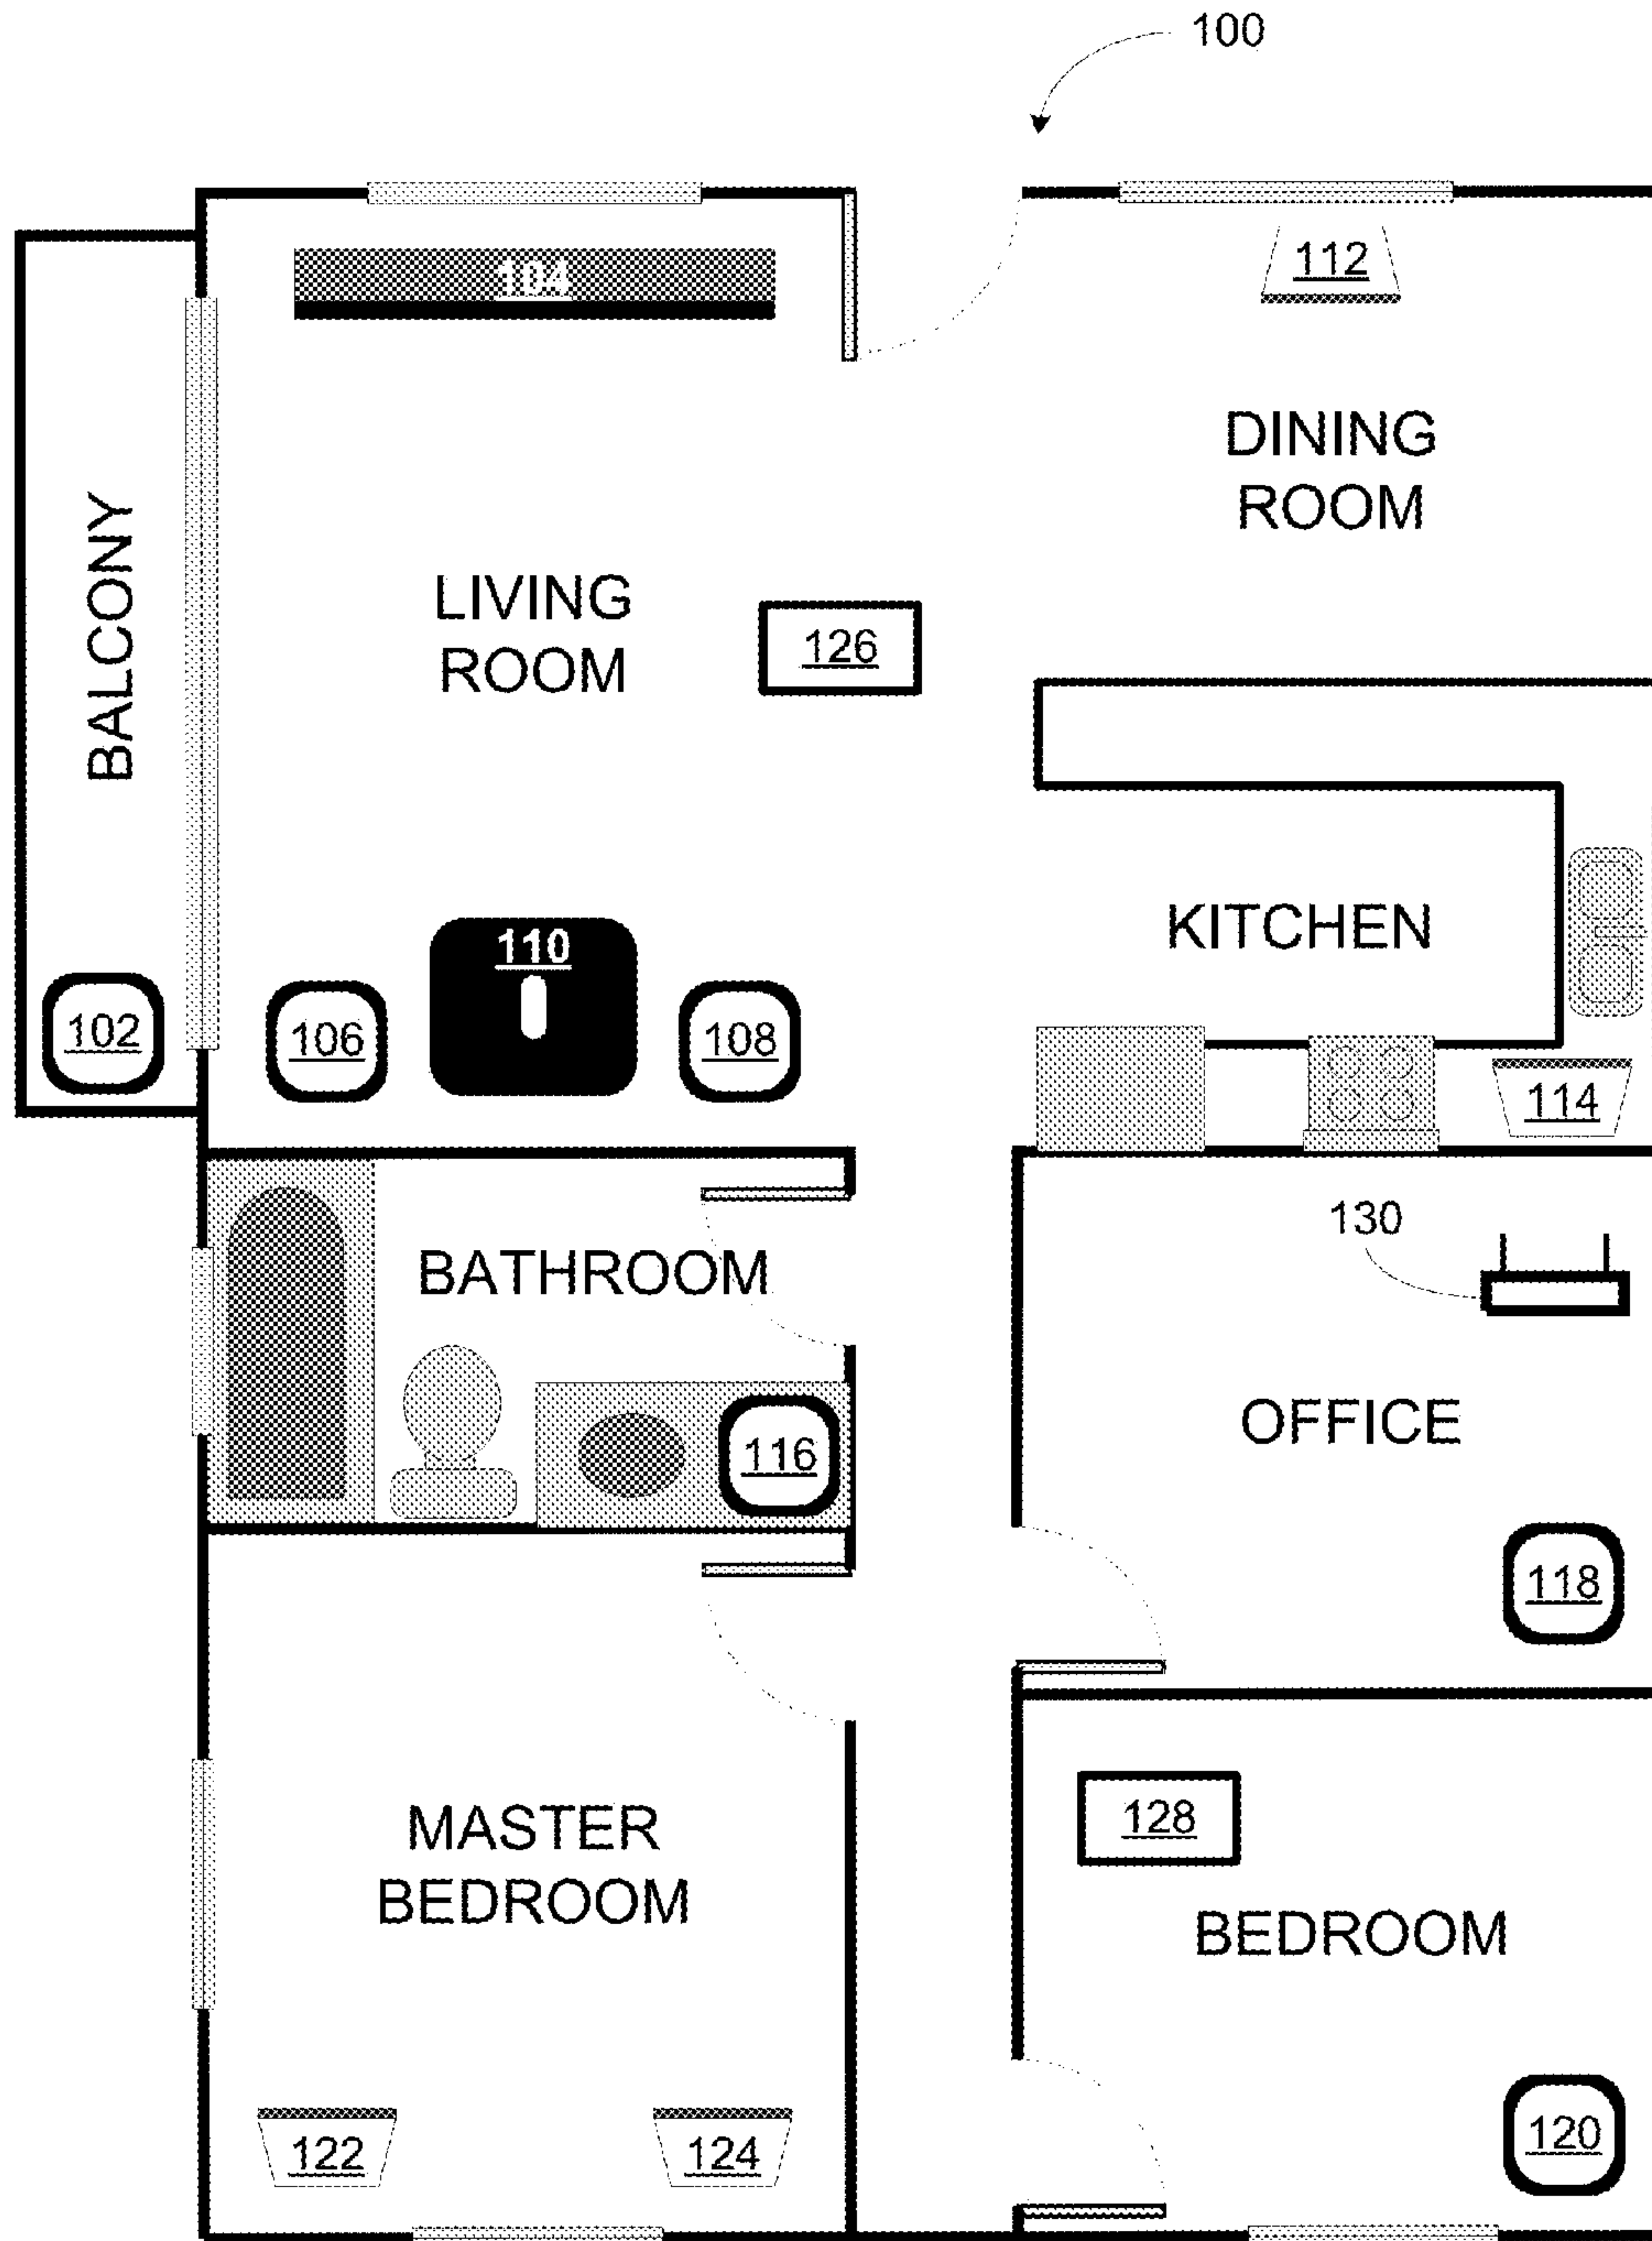 100
104
112
DINING
ROOM
BALCONY
LIVING
ROOM
126
KITCHEN
110
102
106
108
114
130
BATHROOM
OFFICE
116
118
MASTER
BEDROOM
128
BEDROOM
122
124
120